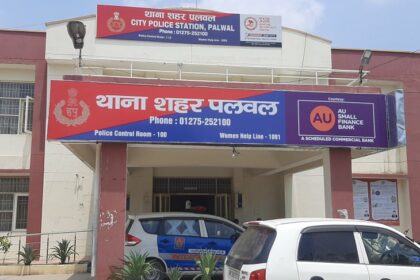 थाना शहर पलवल
CITY POLICE STATION, PALWAL
Phone : 01275-252100
थाना शहर पलवल
Phone : 01275-252100
Police Control Room - 100
Women Help Line - 1091
AU
SMALL
FINANCE
BANK
A SCHEDULED COMMERCIAL BANK